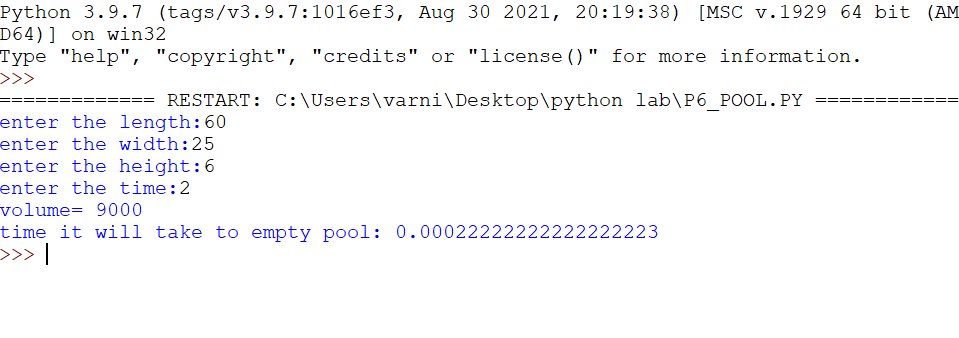 Python 3.9.7 (tags/v3.9.7:1016ef3, Aug 30 2021, 20:19:38) [MSC v.1929 64 bit (AM
D64)] on win32
Type "help", "copyright", "credits" or "license()" for more information.
>>>
============= RESTART: C:\Users\varni\Desktop\python lab\P6_POOL.PY ============
enter the length:60
enter the width:25
enter the height:6
enter the time:2
volume= 9000
time it will take to empty pool: 0.00022222222222222223
>>>